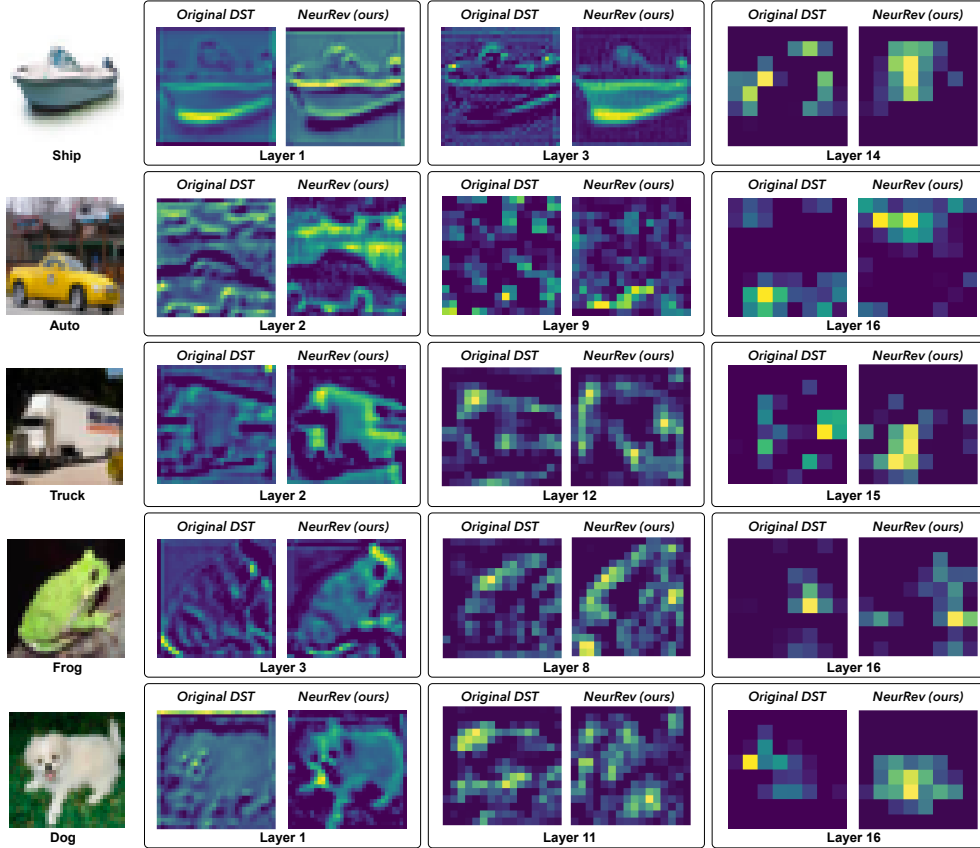 Original DST NeurRev (ours) Original DST NeurRev (ours) Original DST NeurRev (ours)
Ship Layer 1 Layer 3 Layer 14
Original DST NeurRev (ours) Original DST NeurRev (ours) Original DST NeurRev (ours)
Auto Layer 2 Layer 9 Layer 16
Original DST NeurRev (ours) Original DST NeurRev (ours) Original DST NeurRev (ours)
Truck Layer 2 Layer 12 Layer 15
Original DST NeurRev (ours) Original DST NeurRev (ours) Original DST NeurRev (ours)
Frog Layer 3 Layer 8 Layer 16
Original DST NeurRev (ours) Original DST NeurRev (ours) Original DST NeurRev (ours)
Dog Layer 1 Layer 11 Layer 16